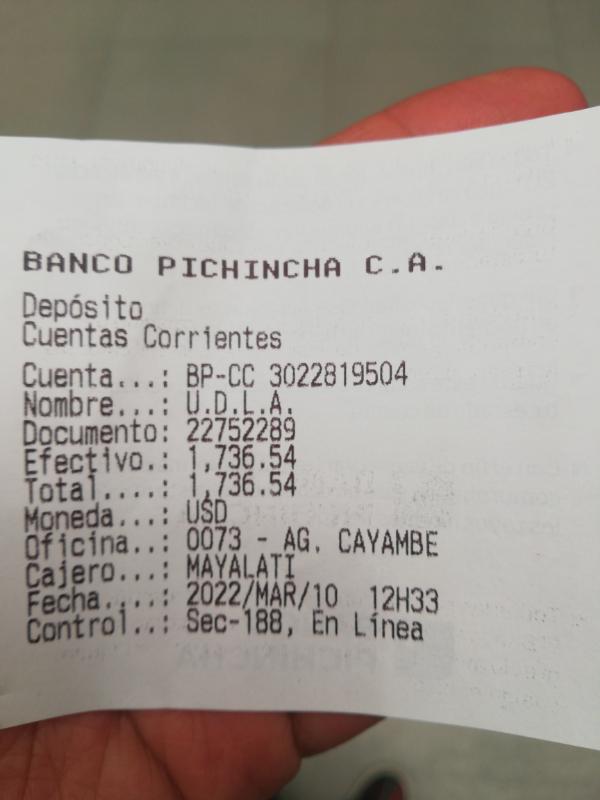 BANCO PICHINCHA C.A.
Depósito
Cuentas Corrientes
Cuenta...: BP-CC 3022819504
Nombre...: U.D.L.A.
Documento: 22752289
Efectivo.: 1,736.54
Total....: 1,736.54
Moneda...: USD
Oficina..: 0073 - AG. CAYAMBE
Cajero...: MAYALATI
Fecha....: 2022/MAR/10 12H33
Control..: Sec-188, En Línea